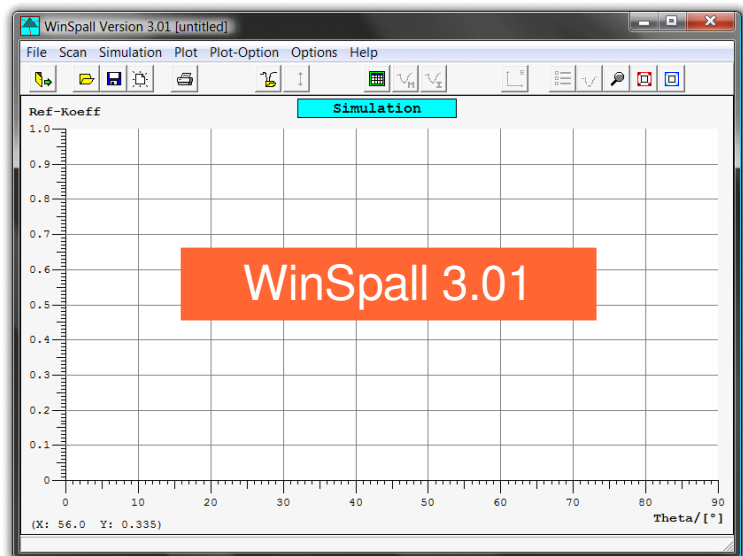 WinSpall Version 3.01 [untitled]
File Scan Simulation Plot Plot-Option Options Help
M I E
Ref-Koeff
Simulation
1.0
0.9
0.8
0.7
0.6
0.5
0.4
0.3
0.2
0.1
0
WinSpall 3.01
0 10 20 30 40 50 60 70 80 90
Theta/[°]
(X: 56.0 Y: 0.335)